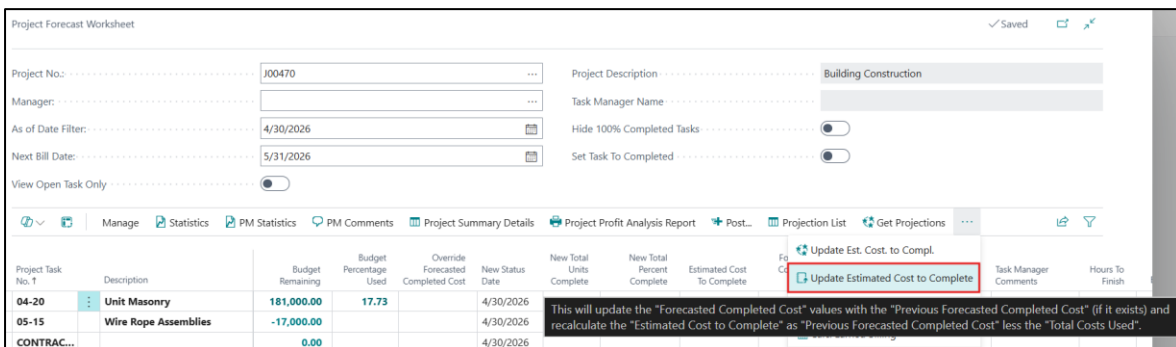 Project Forecast Worksheet
Saved
Project No.: J00470 ... Project Description Building Construction
Manager: ... Task Manager Name
As of Date Filter: 4/30/2026 Hide 100% Completed Tasks
Next Bill Date: 5/31/2026 Set Task To Completed
View Open Task Only
Manage Statistics PM Statistics PM Comments Project Summary Details Project Profit Analysis Report Post... Projection List Get Projections ...
Update Est. Cost. to Compl.
Project Task No. ↑ Description Budget Remaining Budget Percentage Used Override Forecasted Completed Cost New Status Date New Total Units Complete New Total Percent Complete Estimated Cost To Complete Update Estimated Cost to Complete Task Manager Comments Hours To Finish
04-20 Unit Masonry 181,000.00 17.73 4/30/2026
This will update the "Forecasted Completed Cost" values with the "Previous Forecasted Completed Cost" (if it exists) and
recalculate the "Estimated Cost to Complete" as "Previous Forecasted Completed Cost" less the "Total Costs Used".
05-15 Wire Rope Assemblies -17,000.00 4/30/2026
CONTRAC... 0.00 4/30/2026